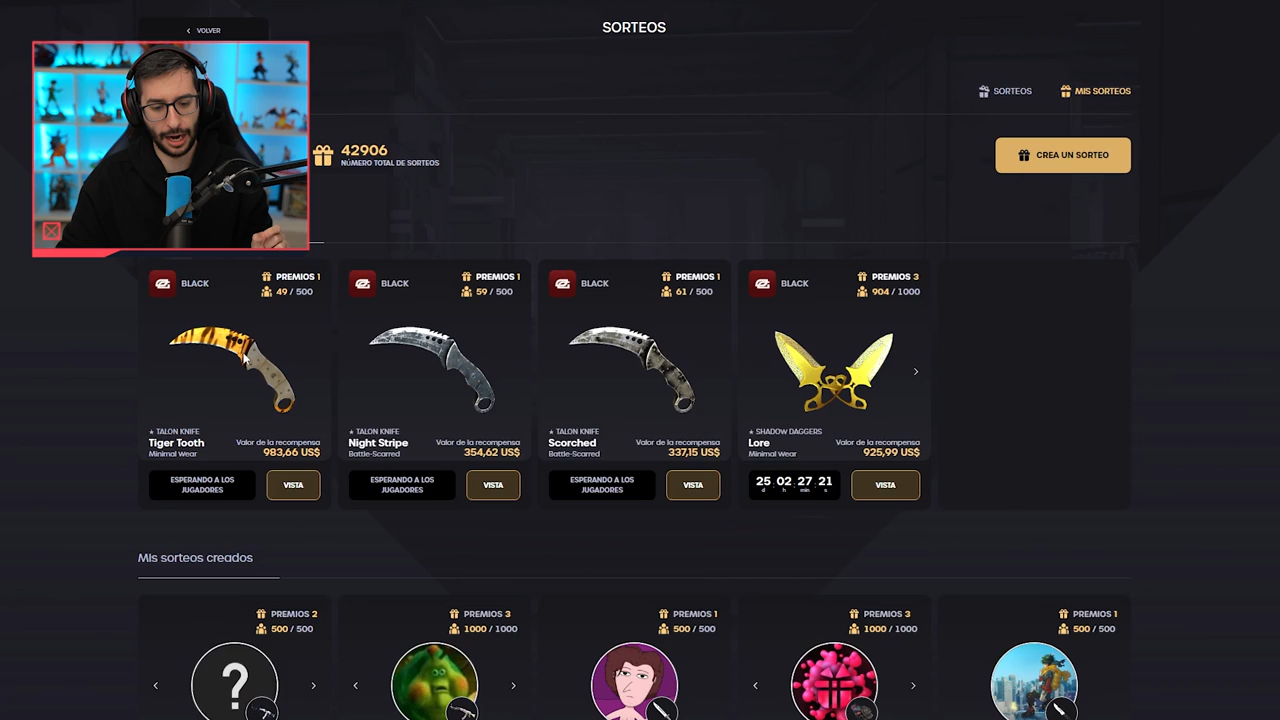 VOLVER
SORTEOS
SORTEOS
MIS SORTEOS
42906
NÚMERO TOTAL DE SORTEOS
CREA UN SORTEO
BLACK
PREMIOS 1
49 / 500
★ TALON KNIFE
Tiger Tooth
Minimal Wear
Valor de la recompensa
983,66 US$
ESPERANDO A LOS
JUGADORES
VISTA
BLACK
PREMIOS 1
59 / 500
★ TALON KNIFE
Night Stripe
Battle-Scarred
Valor de la recompensa
354,62 US$
ESPERANDO A LOS
JUGADORES
VISTA
BLACK
PREMIOS 1
61 / 500
★ TALON KNIFE
Scorched
Battle-Scarred
Valor de la recompensa
337,15 US$
ESPERANDO A LOS
JUGADORES
VISTA
BLACK
PREMIOS 3
904 / 1000
★ SHADOW DAGGERS
Lore
Minimal Wear
Valor de la recompensa
925,99 US$
25 : 02 : 27 : 21
d h min s
VISTA
Mis sorteos creados
PREMIOS 2
500 / 500
?
PREMIOS 3
1000 / 1000
PREMIOS 1
500 / 500
PREMIOS 3
1000 / 1000
PREMIOS 1
500 / 500